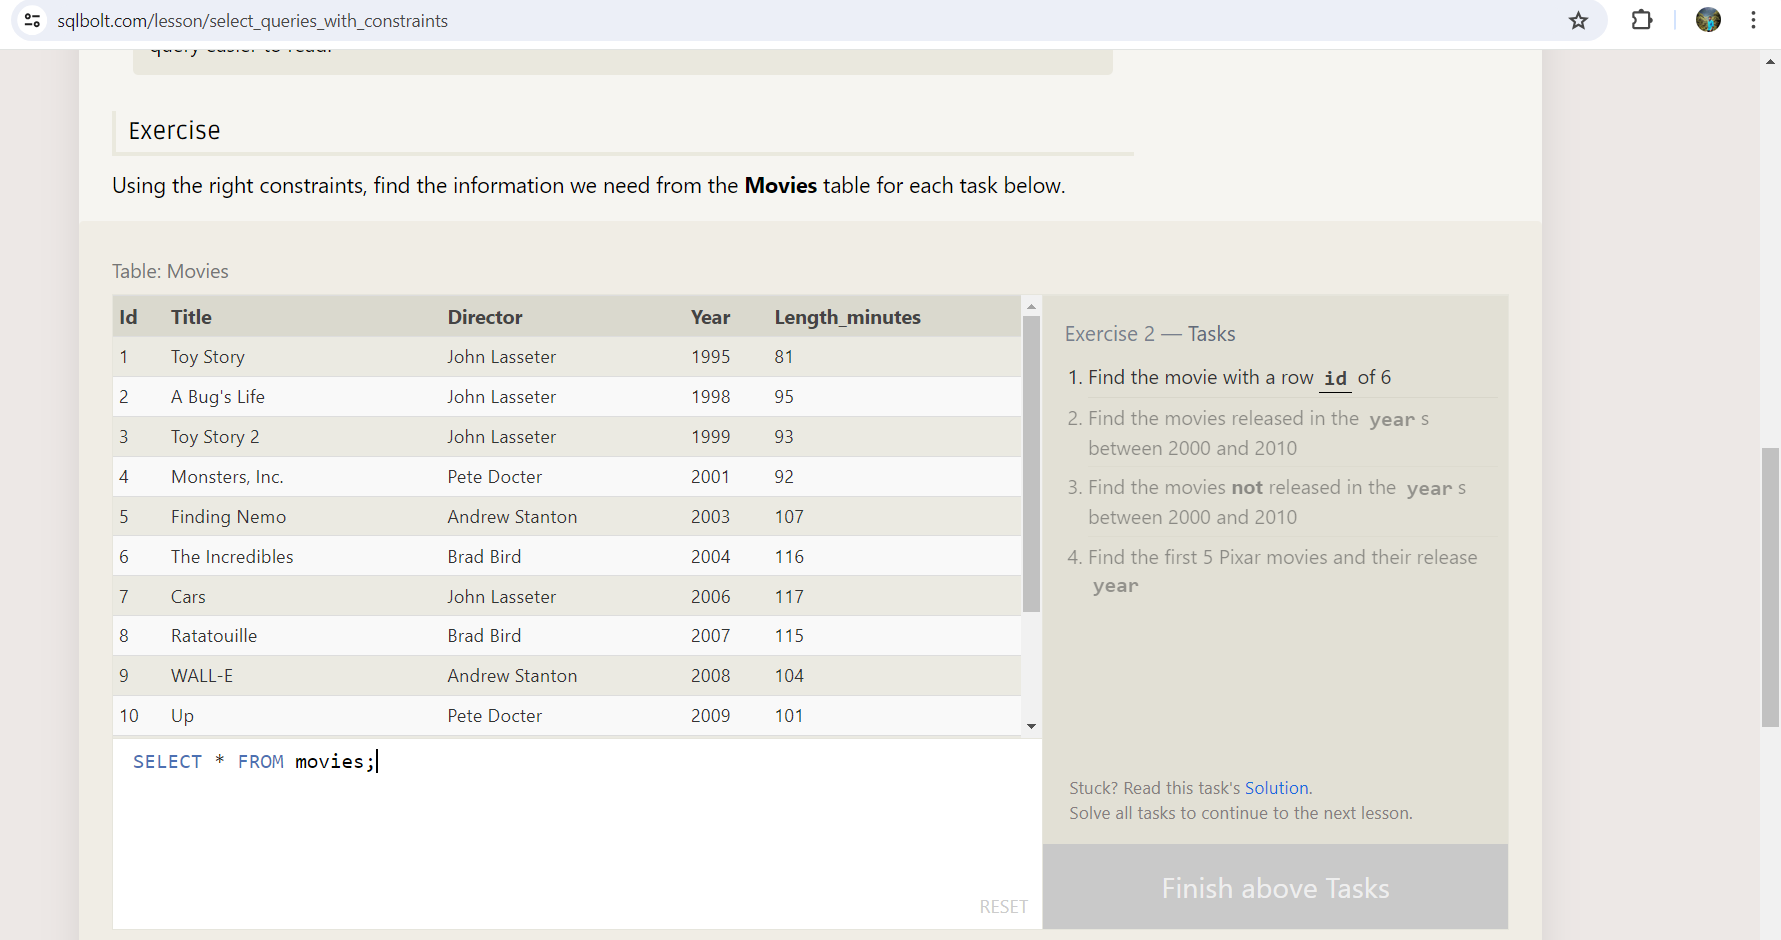 sqlbolt.com/lesson/select_queries_with_constraints
query easier to read.
Exercise
Using the right constraints, find the information we need from the Movies table for each task below.
Table: Movies
Id Title Director Year Length_minutes
1 Toy Story John Lasseter 1995 81
2 A Bug's Life John Lasseter 1998 95
3 Toy Story 2 John Lasseter 1999 93
4 Monsters, Inc. Pete Docter 2001 92
5 Finding Nemo Andrew Stanton 2003 107
6 The Incredibles Brad Bird 2004 116
7 Cars John Lasseter 2006 117
8 Ratatouille Brad Bird 2007 115
9 WALL-E Andrew Stanton 2008 104
10 Up Pete Docter 2009 101
SELECT * FROM movies;
RESET
Exercise 2 — Tasks
1. Find the movie with a row id of 6
2. Find the movies released in the year s
between 2000 and 2010
3. Find the movies not released in the year s
between 2000 and 2010
4. Find the first 5 Pixar movies and their release
year
Stuck? Read this task's Solution.
Solve all tasks to continue to the next lesson.
Finish above Tasks